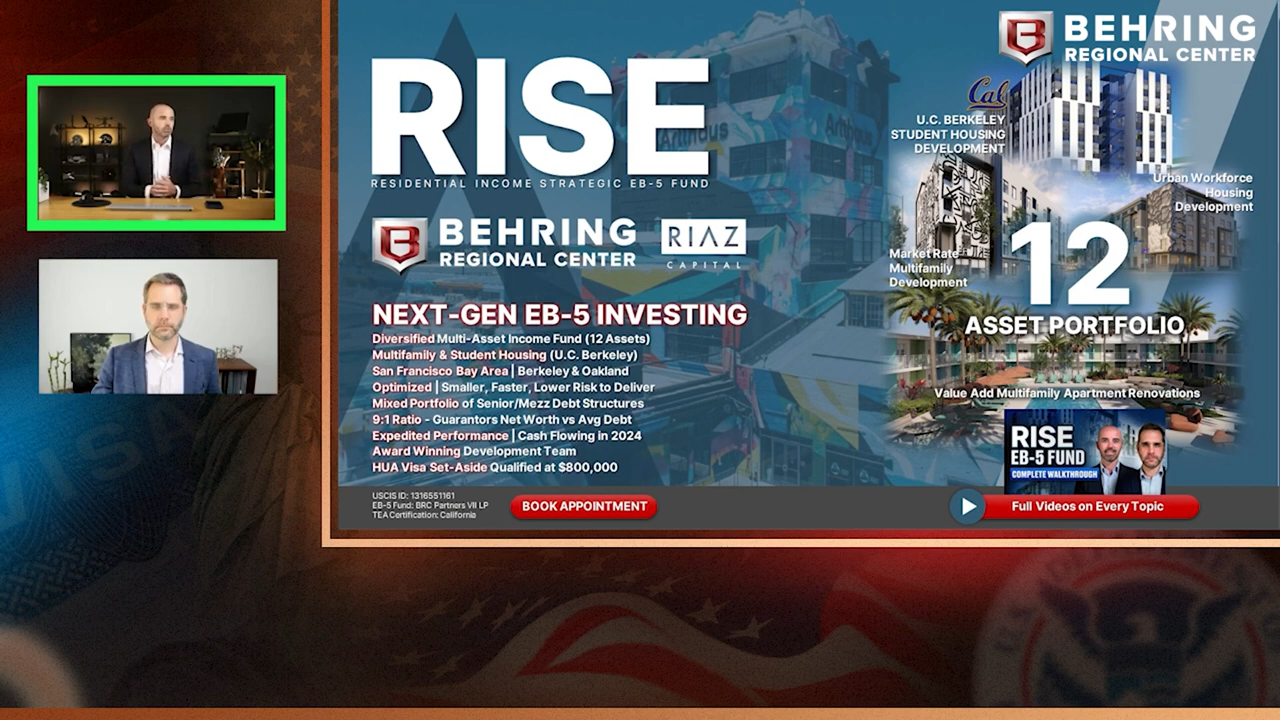 RISE
RESIDENTIAL INCOME STRATEGIC EB-5 FUND
BEHRING
REGIONAL CENTER
RIAZ
CAPITAL
NEXT-GEN EB-5 INVESTING
Diversified Multi-Asset Income Fund (12 Assets)
Multifamily & Student Housing (U.C. Berkeley)
San Francisco Bay Area | Berkeley & Oakland
Optimized | Smaller, Faster, Lower Risk to Deliver
Mixed Portfolio of Senior/Mezz Debt Structures
9:1 Ratio - Guarantors Net Worth vs Avg Debt
Expedited Performance | Cash Flowing in 2024
Award Winning Development Team
HUA Visa Set-Aside Qualified at $800,000
USCIS ID: 1316551161
EB-5 Fund: BRC Partners VII LP
TEA Certification: California
BOOK APPOINTMENT
BEHRING
REGIONAL CENTER
Cal
U.C. BERKELEY
STUDENT HOUSING
DEVELOPMENT
Urban Workforce
Housing
Development
Market Rate
Multifamily
Development
12
ASSET PORTFOLIO
Value Add Multifamily Apartment Renovations
RISE
EB-5 FUND
COMPLETE WALKTHROUGH
Full Videos on Every Topic